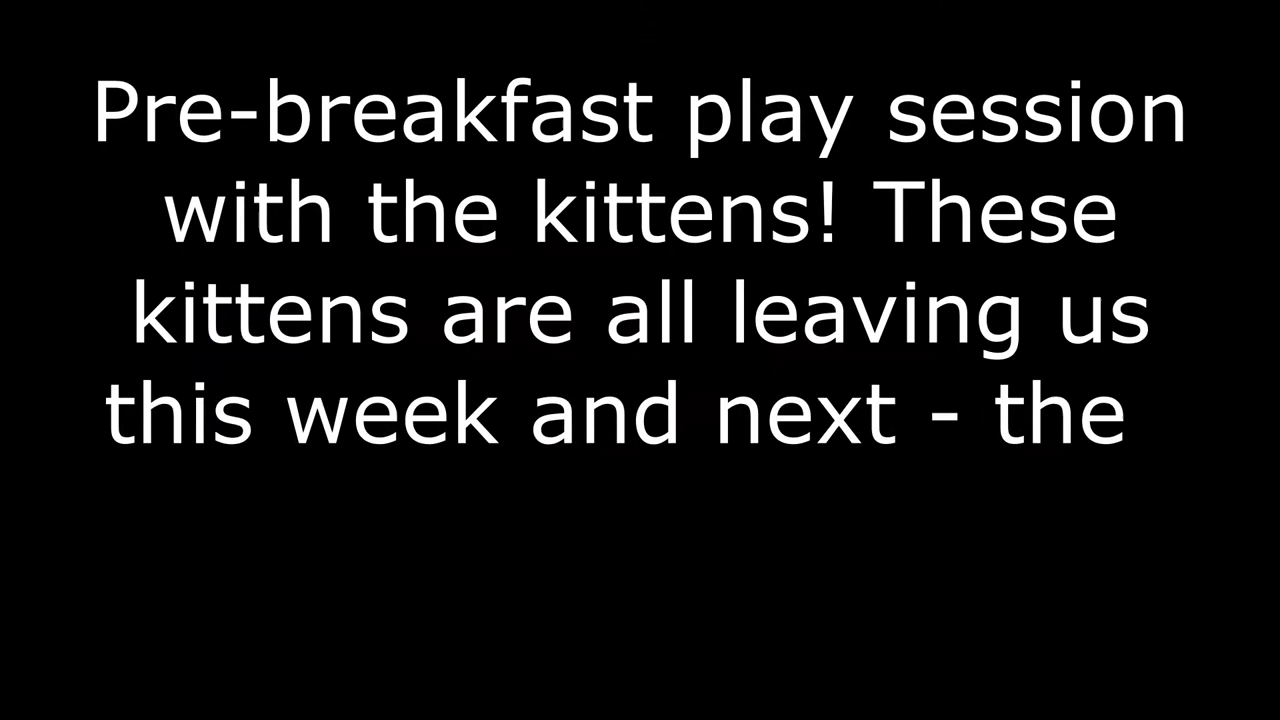 Pre-breakfast play session
with the kittens! These
kittens are all leaving us
this week and next - the